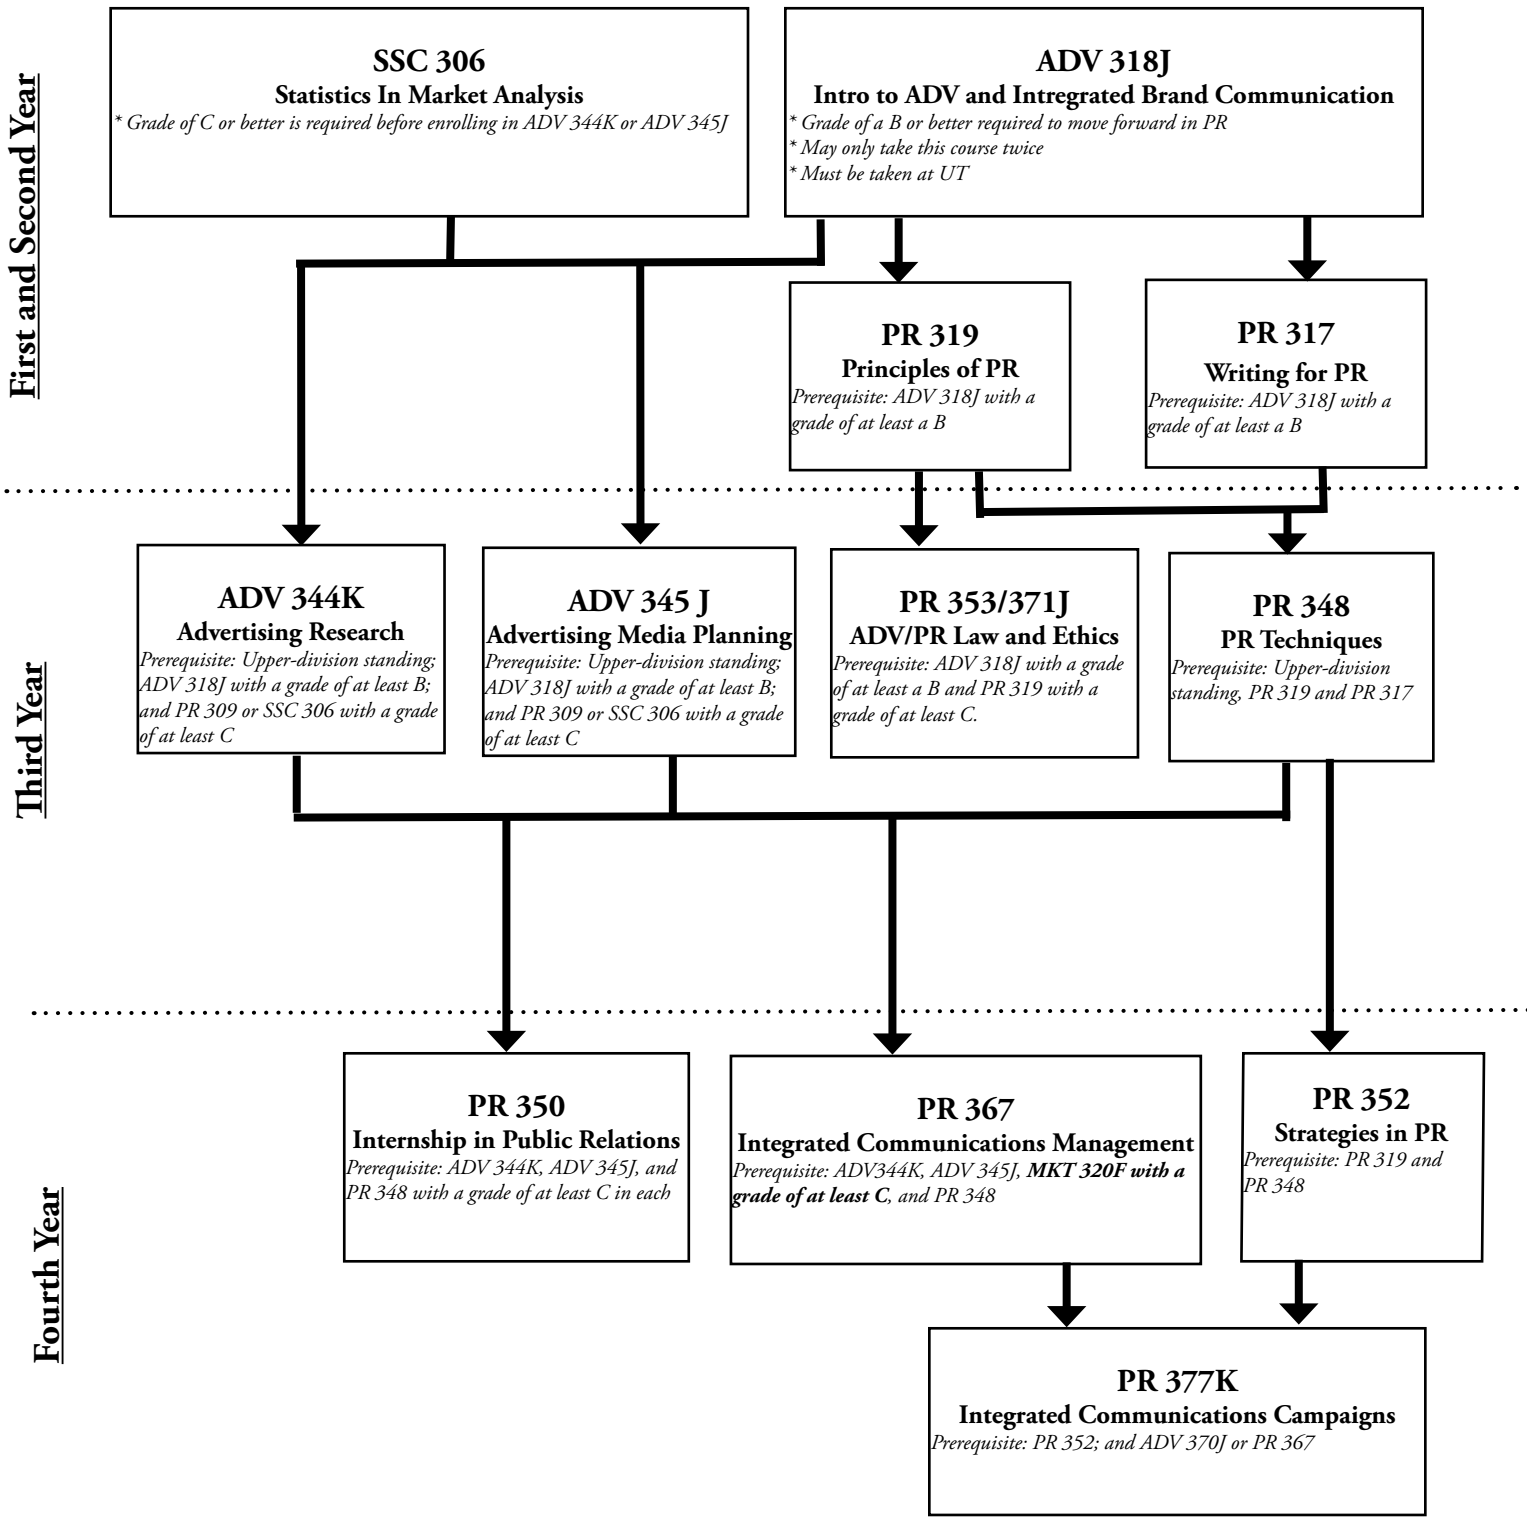 First and Second Year
SSC 306
Statistics In Market Analysis
* Grade of C or better is required before enrolling in ADV 344K or ADV 345J
ADV 318J
Intro to ADV and Intregrated Brand Communication
* Grade of a B or better required to move forward in PR
* May only take this course twice
* Must be taken at UT
PR 319
Principles of PR
Prerequisite: ADV 318J with a
grade of at least a B
PR 317
Writing for PR
Prerequisite: ADV 318J with a
grade of at least a B
Third Year
ADV 344K
Advertising Research
Prerequisite: Upper-division standing;
ADV 318J with a grade of at least B;
and PR 309 or SSC 306 with a grade
of at least C
ADV 345 J
Advertising Media Planning
Prerequisite: Upper-division standing;
ADV 318J with a grade of at least B;
and PR 309 or SSC 306 with a grade
of at least C
PR 353/371J
ADV/PR Law and Ethics
Prerequisite: ADV 318J with a grade
of at least a B and PR 319 with a
grade of at least C.
PR 348
PR Techniques
Prerequisite: Upper-division
standing, PR 319 and PR 317
Fourth Year
PR 350
Internship in Public Relations
Prerequisite: ADV 344K, ADV 345J, and
PR 348 with a grade of at least C in each
PR 367
Integrated Communications Management
Prerequisite: ADV344K, ADV 345J, MKT 320F with a
grade of at least C, and PR 348
PR 352
Strategies in PR
Prerequisite: PR 319 and
PR 348
PR 377K
Integrated Communications Campaigns
Prerequisite: PR 352; and ADV 370J or PR 367